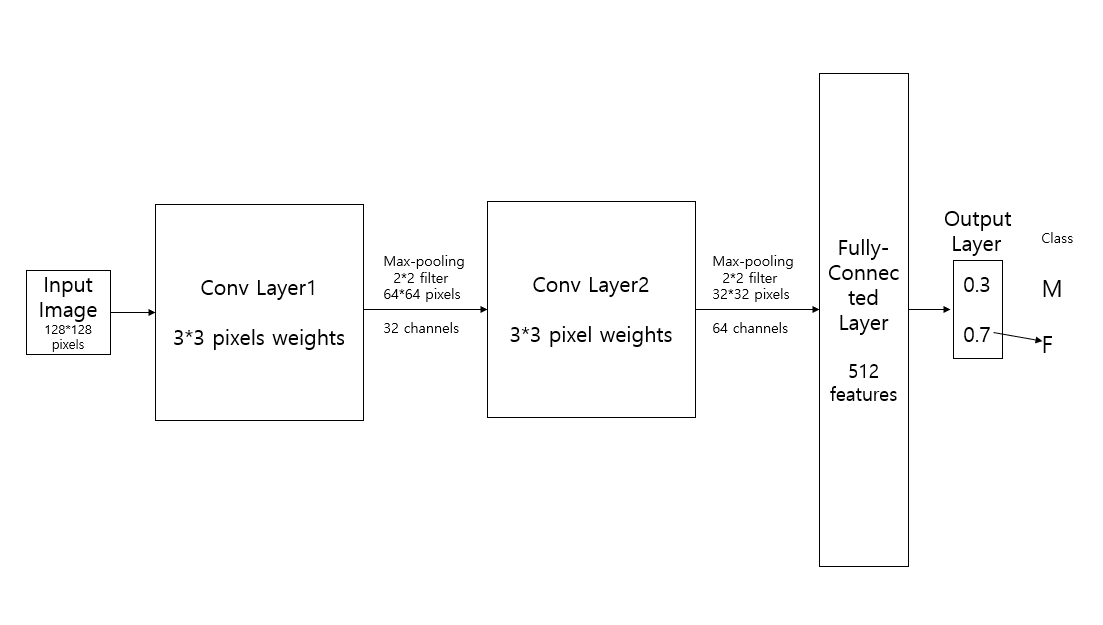 Input
Image
128*128
pixels
Conv Layer1
3*3 pixels weights
Max-pooling
2*2 filter
64*64 pixels
32 channels
Conv Layer2
3*3 pixel weights
Max-pooling
2*2 filter
32*32 pixels
64 channels
Fully-
Connec
ted
Layer
512
features
Output
Layer
0.3
0.7
Class
M
F